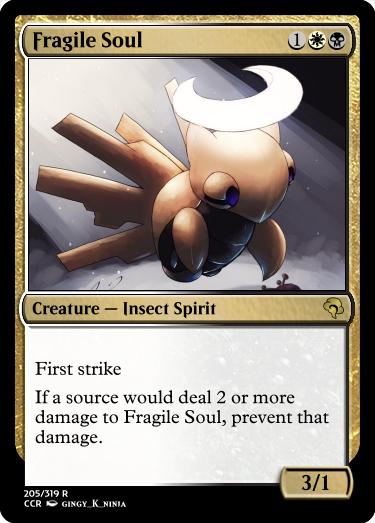 Fragile Soul 1
Creature — Insect Spirit
First strike
If a source would deal 2 or more
damage to Fragile Soul, prevent that
damage.
3/1
205/319 R
CCR GINGY_K_NINJA